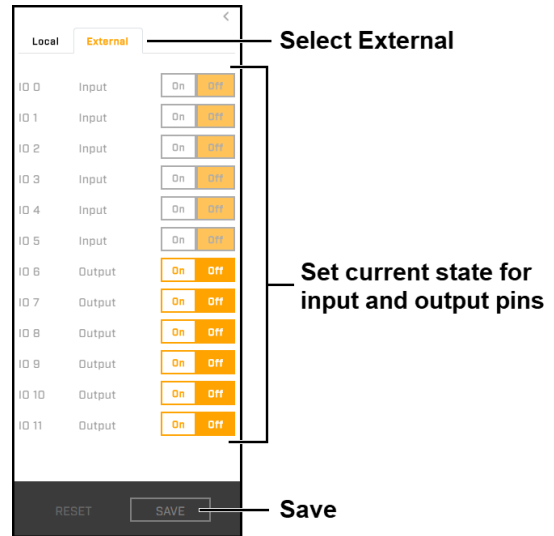 <
Local External
Select External
IO 0 Input On Off
IO 1 Input On Off
IO 2 Input On Off
IO 3 Input On Off
IO 4 Input On Off
IO 5 Input On Off
IO 6 Output On Off
IO 7 Output On Off
IO 8 Output On Off
IO 9 Output On Off
IO 10 Output On Off
IO 11 Output On Off
Set current state for
input and output pins
RESET SAVE
Save